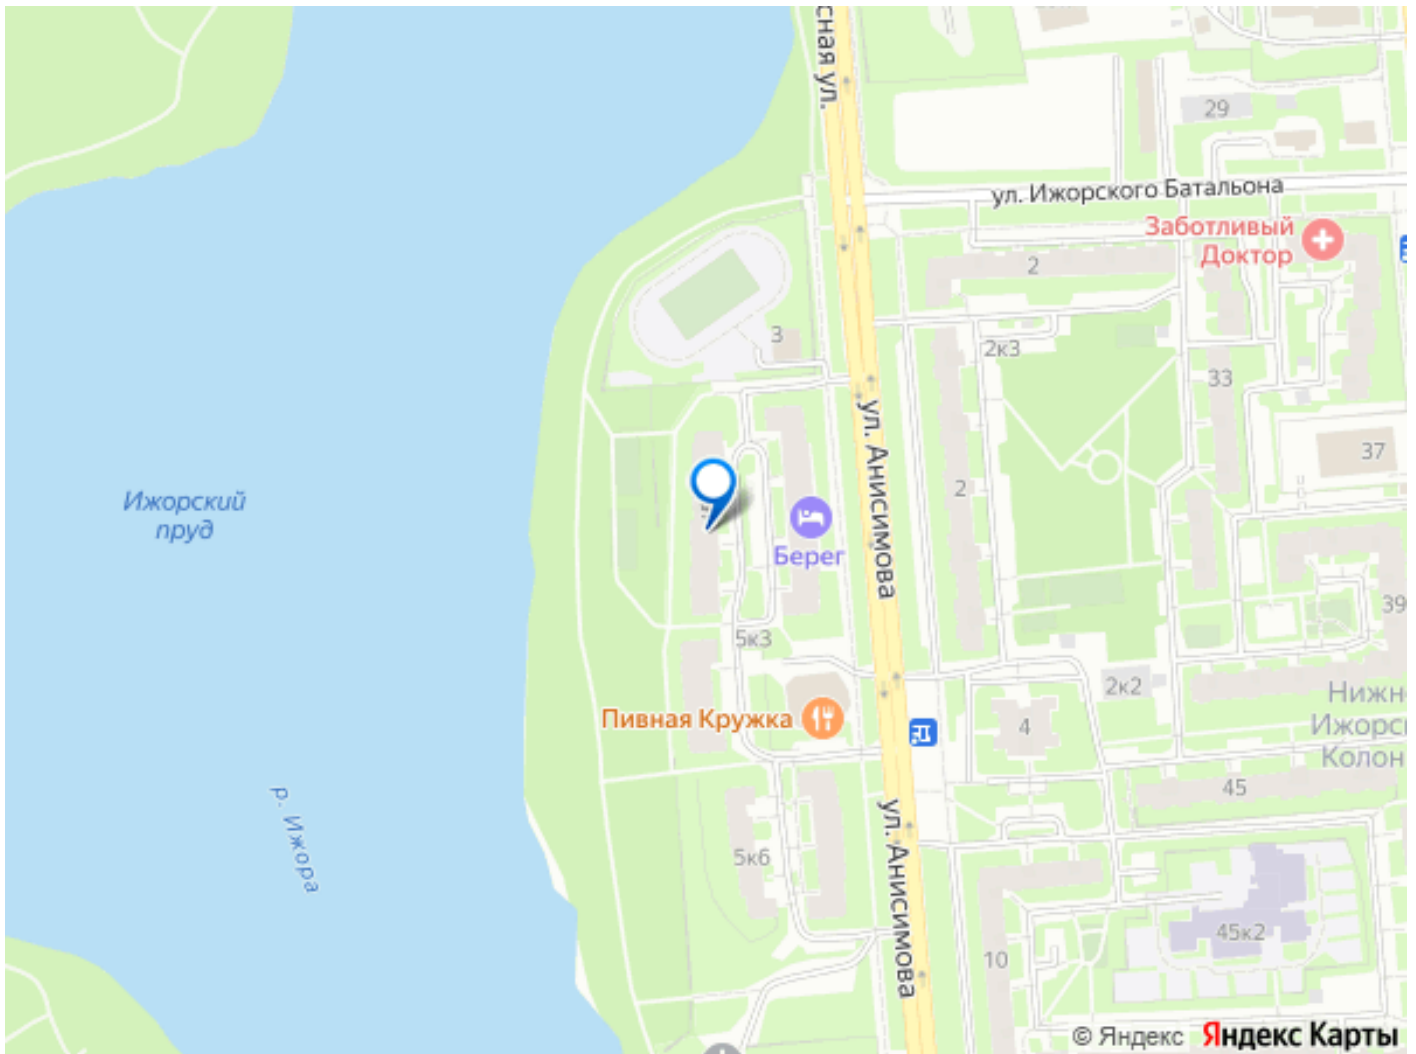 сная ул.
29
ул. Ижорского Батальона
Заботливый
Доктор
2
3
2к3
33
ул. Анисимова
37
2
Ижорский
пруд
Берег
39
5к3
2к2
Нижн
Ижорс
Колон
Пивная Кружка
4
45
р. Ижора
ул. Анисимова
5к6
45к2
10
© Яндекс Яндекс Карты